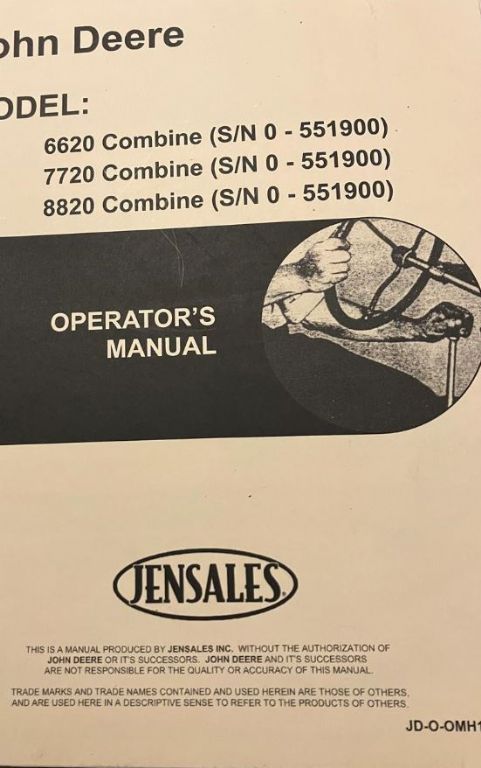 ohn Deere
ODEL:
6620 Combine (S/N 0 - 551900)
7720 Combine (S/N 0 - 551900)
8820 Combine (S/N 0 - 551900)
OPERATOR'S
MANUAL
JENSALES®
THIS IS A MANUAL PRODUCED BY JENSALES INC. WITHOUT THE AUTHORIZATION OF
JOHN DEERE OR IT'S SUCCESSORS. JOHN DEERE AND IT'S SUCCESSORS
ARE NOT RESPONSIBLE FOR THE QUALITY OR ACCURACY OF THIS MANUAL.
TRADE MARKS AND TRADE NAMES CONTAINED AND USED HEREIN ARE THOSE OF OTHERS,
AND ARE USED HERE IN A DESCRIPTIVE SENSE TO REFER TO THE PRODUCTS OF OTHERS.
JD-O-OMH1